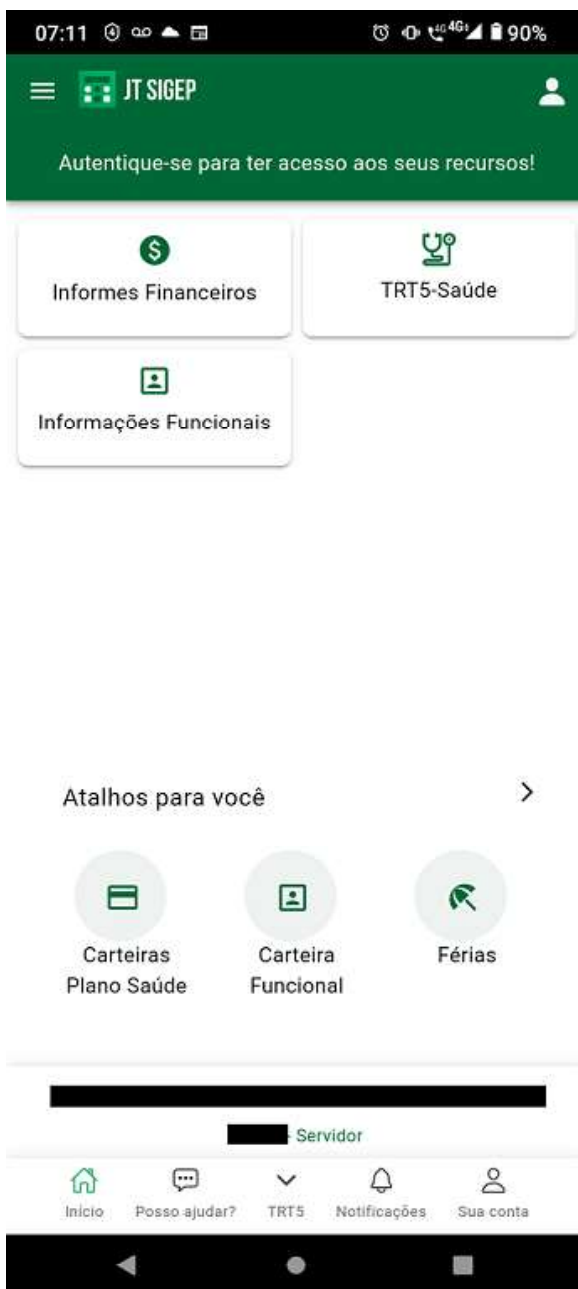 07:11
4G+ 90%
JT SIGEP
Autentique-se para ter acesso aos seus recursos!
Informes Financeiros
TRT5-Saúde
Informações Funcionais
Atalhos para você
Carteiras
Plano Saúde
Carteira
Funcional
Férias
- Servidor
Início
Posso ajudar?
TRT5
Notificações
Sua conta